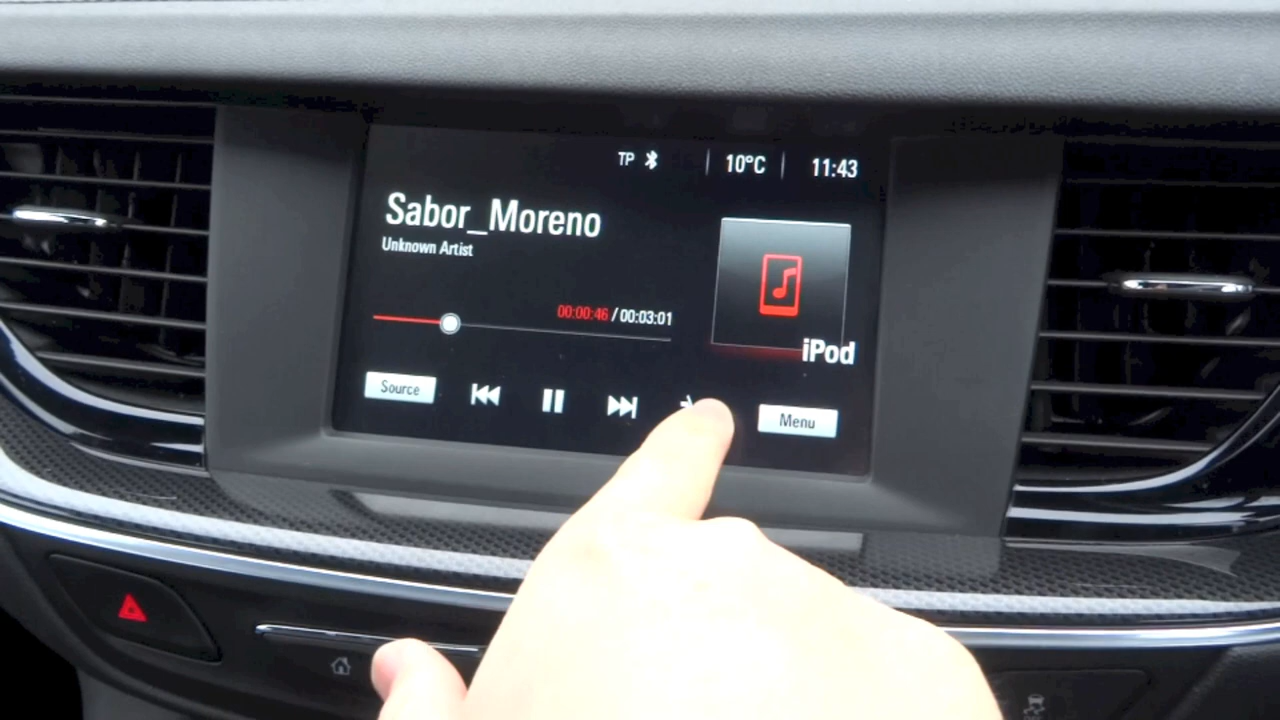 TP 10°C 11:43
Sabor_Moreno
Unknown Artist
00:00:46 / 00:03:01
iPod
Source
Menu